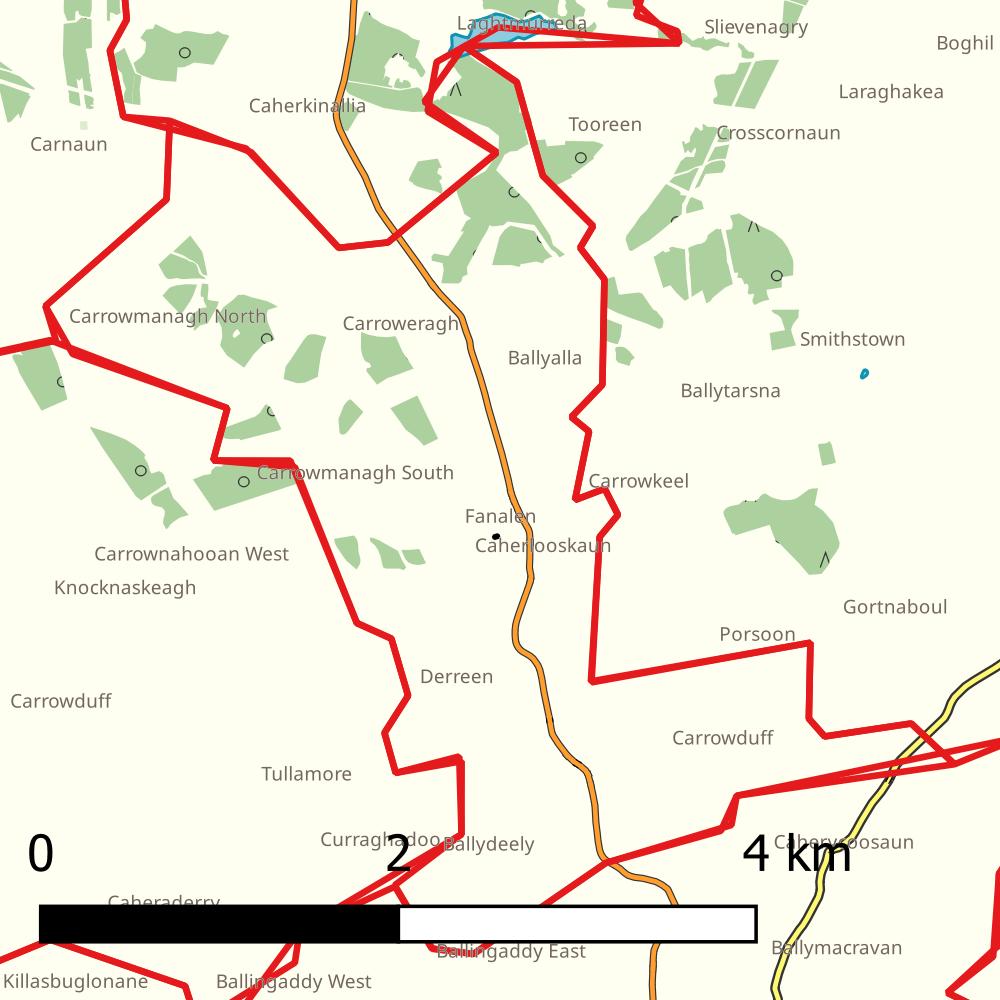 Laghtmurreda
Slievenagry
Boghil
Laraghakea
Caherkinallia
Tooreen
Crosscornaun
Carnaun
Carrowmanagh North
Carroweragh
Smithstown
Ballyalla
Ballytarsna
Carrowmanagh South
Carrowkeel
Fanalen
Caherlooskaun
Carrownahooan West
Knocknaskeagh
Gortnaboul
Porsoon
Derreen
Carrowduff
Carrowduff
Tullamore
Curraghadoo
Ballydeely
0
2
4 km
Caheraderry
Ballingaddy East
Ballymacravan
Killasbuglonane
Ballingaddy West